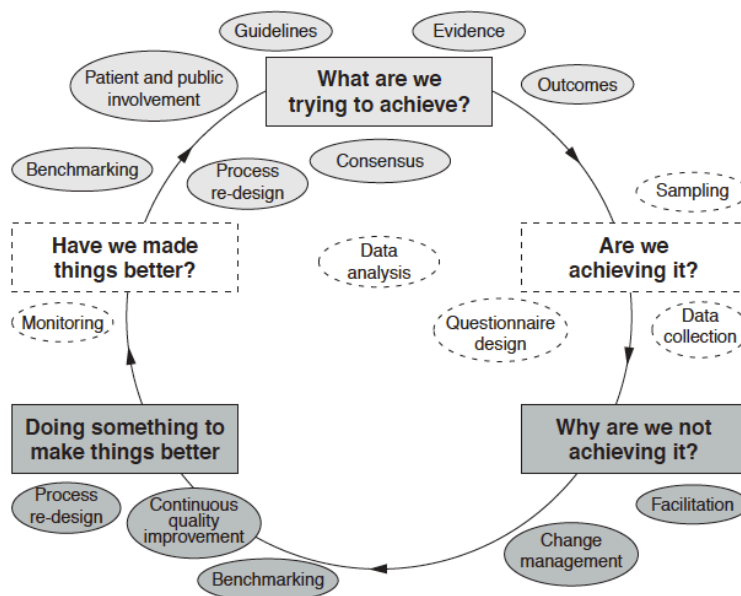 Guidelines
Evidence
Patient and public
involvement
What are we
trying to achieve?
Outcomes
Benchmarking
Process
re-design
Consensus
Sampling
Have we made
things better?
Data
analysis
Are we
achieving it?
Monitoring
Questionnaire
design
Data
collection
Doing something to
make things better
Why are we not
achieving it?
Process
re-design
Continuous
quality
improvement
Facilitation
Benchmarking
Change
management